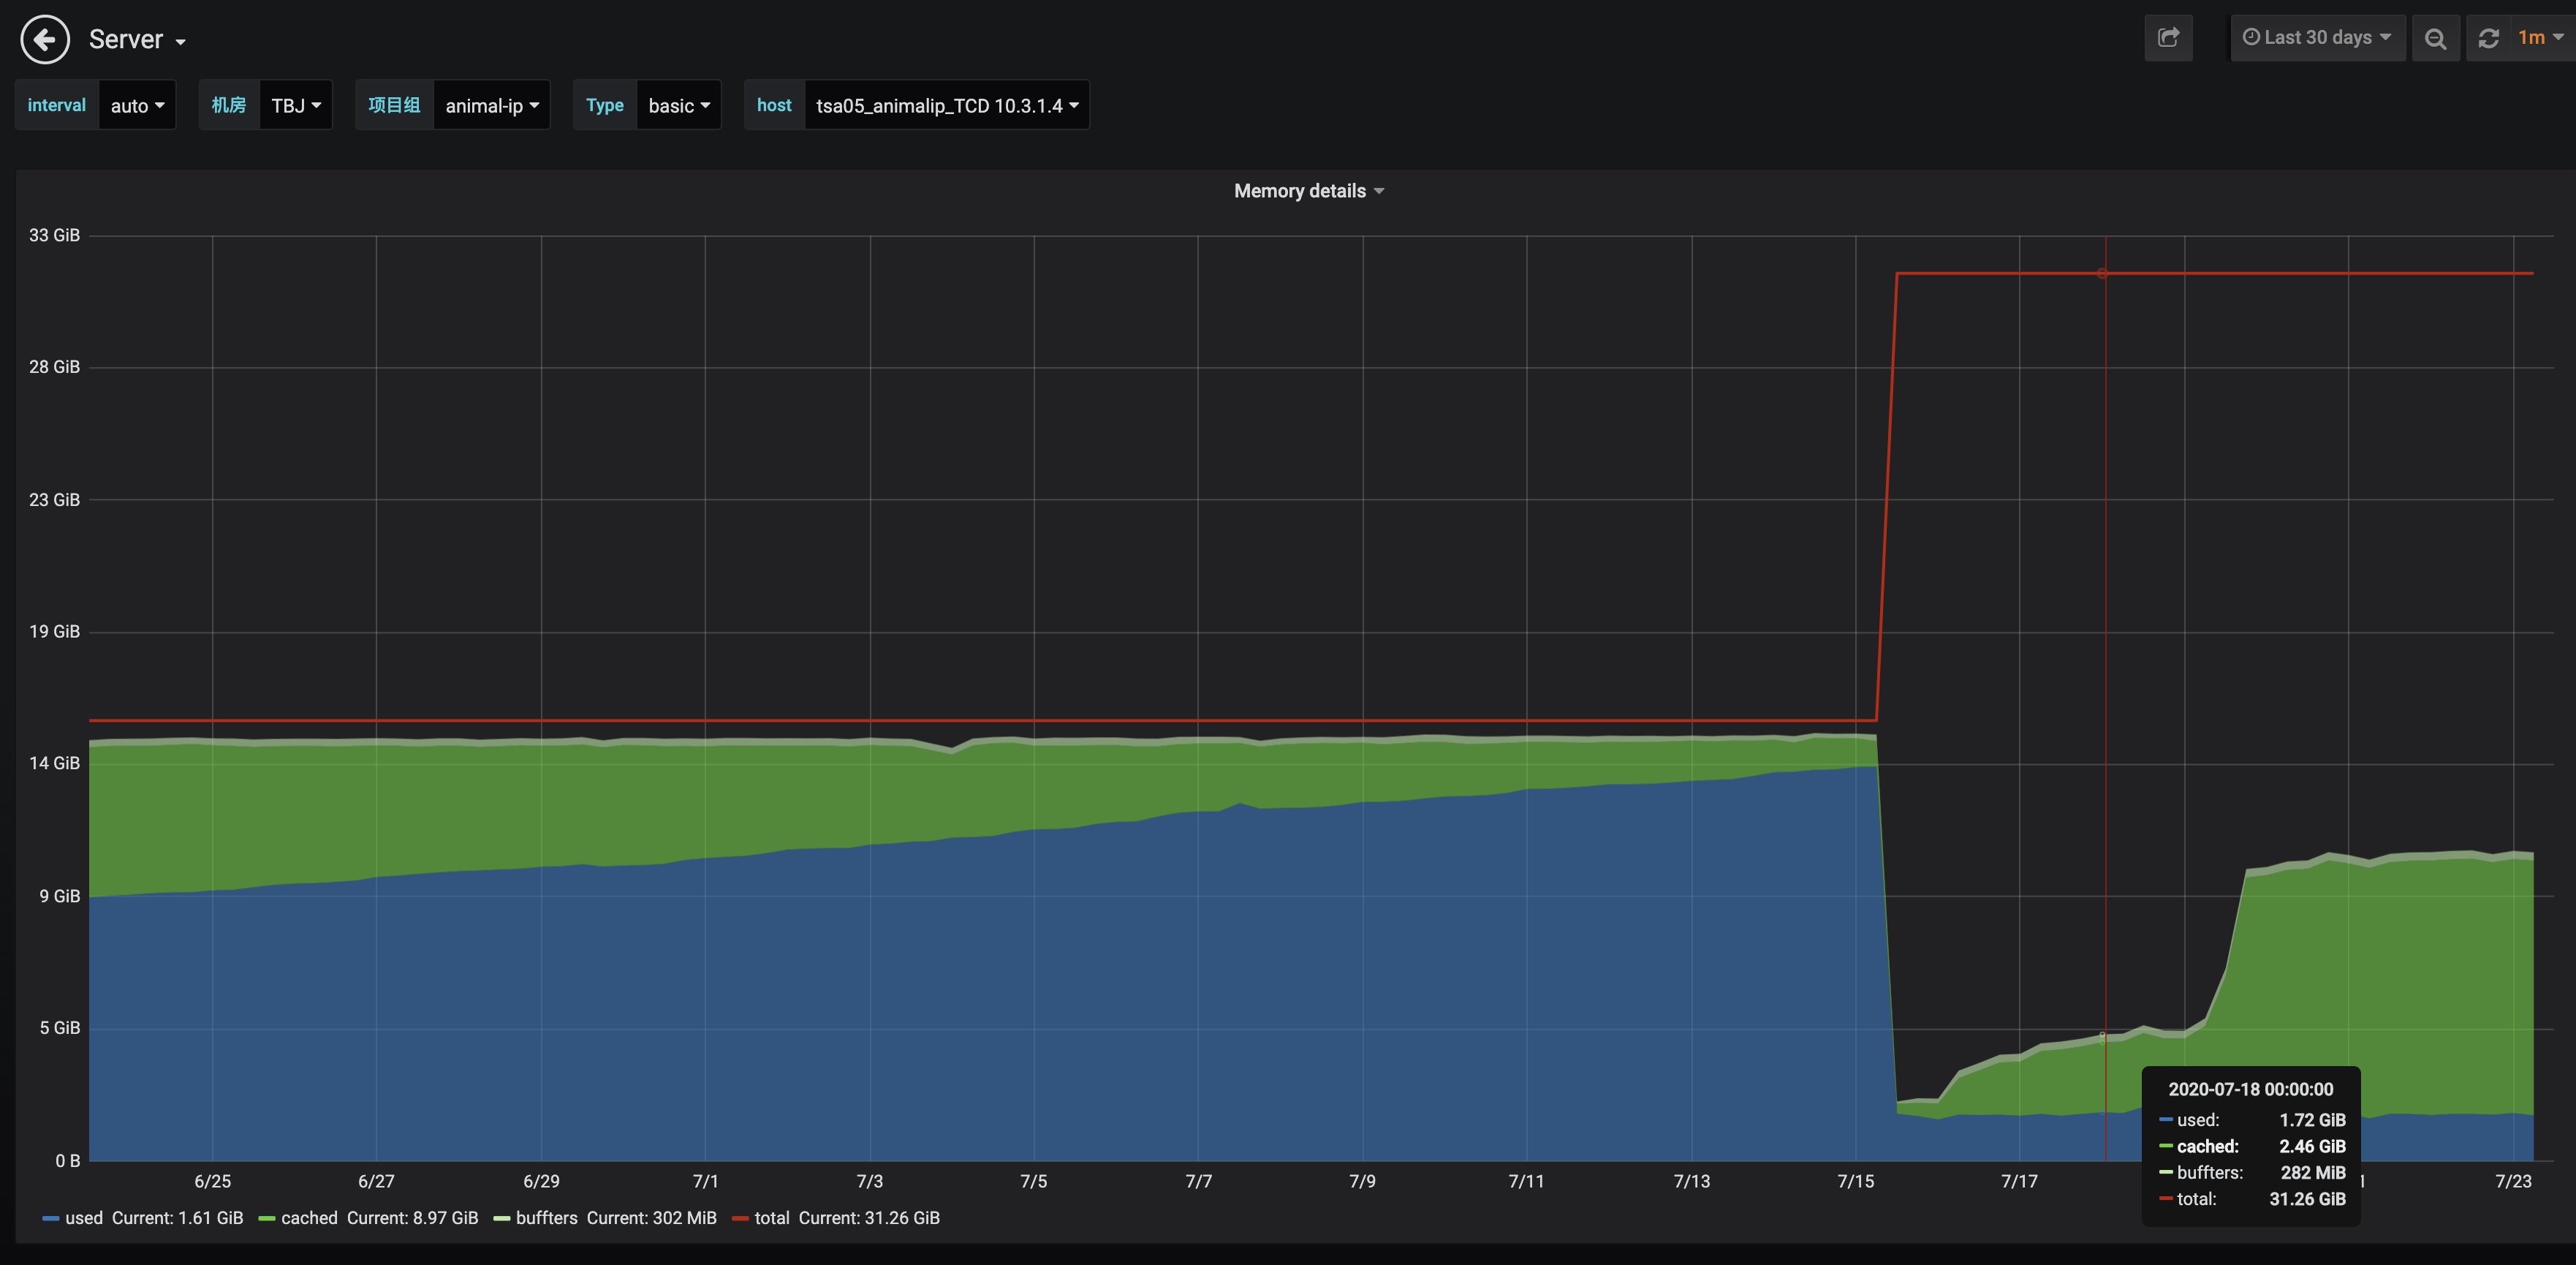 Server
Last 30 days 1m
interval auto 机房 TBJ 项目组 animal-ip Type basic host tsa05_animalip_TCD 10.3.1.4
Memory details
33 GiB
28 GiB
23 GiB
19 GiB
14 GiB
9 GiB
5 GiB
0 B
6/25 6/27 6/29 7/1 7/3 7/5 7/7 7/9 7/11 7/13 7/15 7/17 1 7/23
2020-07-18 00:00:00
used: 1.72 GiB
cached: 2.46 GiB
buffters: 282 MiB
total: 31.26 GiB
used Current: 1.61 GiB cached Current: 8.97 GiB buffters Current: 302 MiB total Current: 31.26 GiB